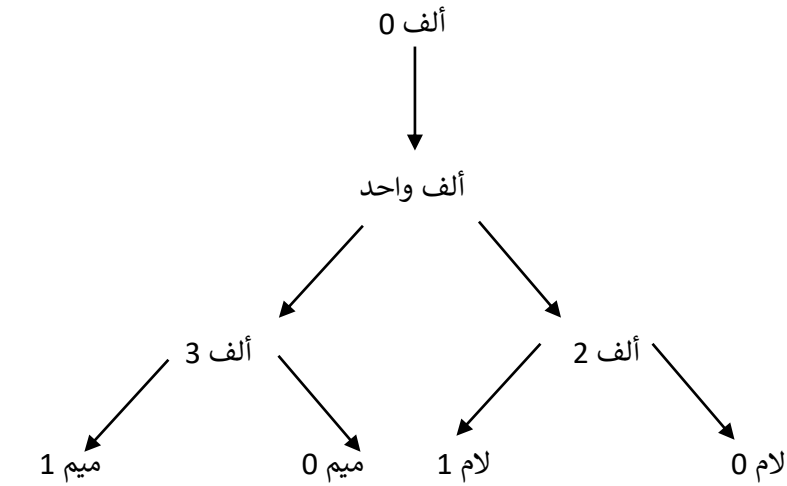 ألف 0
ألف واحد
ألف 2
ألف 3
لام 0
لام 1
ميم 0
ميم 1